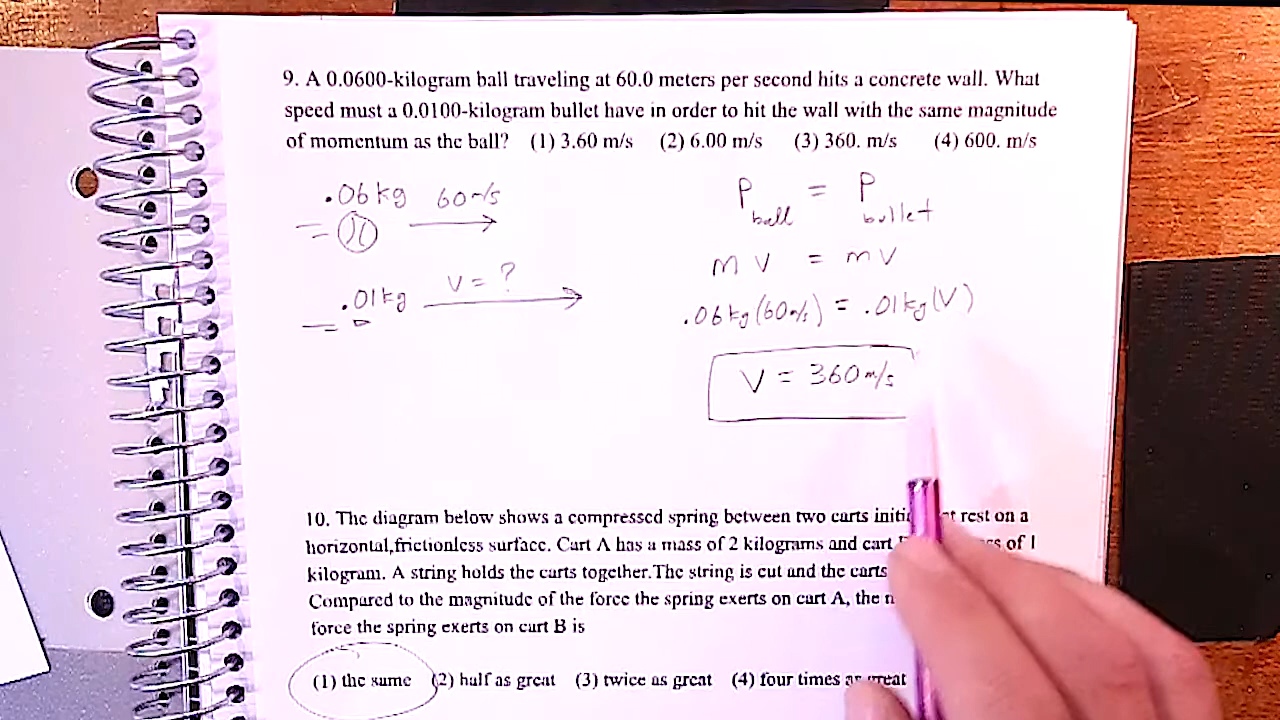 9. A 0.0600-kilogram ball traveling at 60.0 meters per second hits a concrete wall. What
speed must a 0.0100-kilogram bullet have in order to hit the wall with the same magnitude
of momentum as the ball? (1) 3.60 m/s (2) 6.00 m/s (3) 360. m/s (4) 600. m/s
.06kg 60m/s
.01kg V = ?
P ball = P bullet
m v = m v
.06kg(60m/s) = .01kg(V)
V = 360m/s
10. The diagram below shows a compressed spring between two carts at rest on a
horizontal,frictionless surface. Cart A has a mass of 2 kilograms and cart of 1
kilogram. A string holds the carts together.The string is cut and the carts
Compared to the magnitude of the force the spring exerts on cart A, the
force the spring exerts on cart B is
(1) the same (2) half as great (3) twice as great (4) four times as great